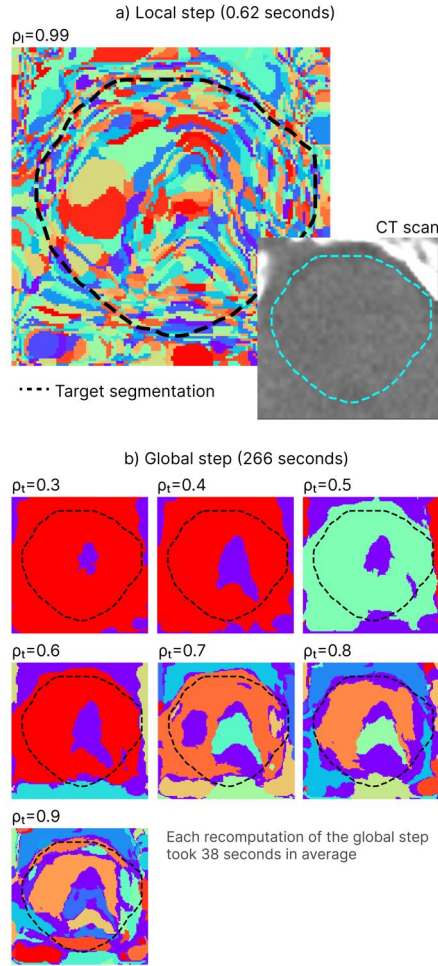 a) Local step (0.62 seconds)
ρl=0.99
CT scan
Target segmentation
b) Global step (266 seconds)
ρt=0.3 ρt=0.4 ρt=0.5
ρt=0.6 ρt=0.7 ρt=0.8
ρt=0.9
Each recomputation of the global step
took 38 seconds in average